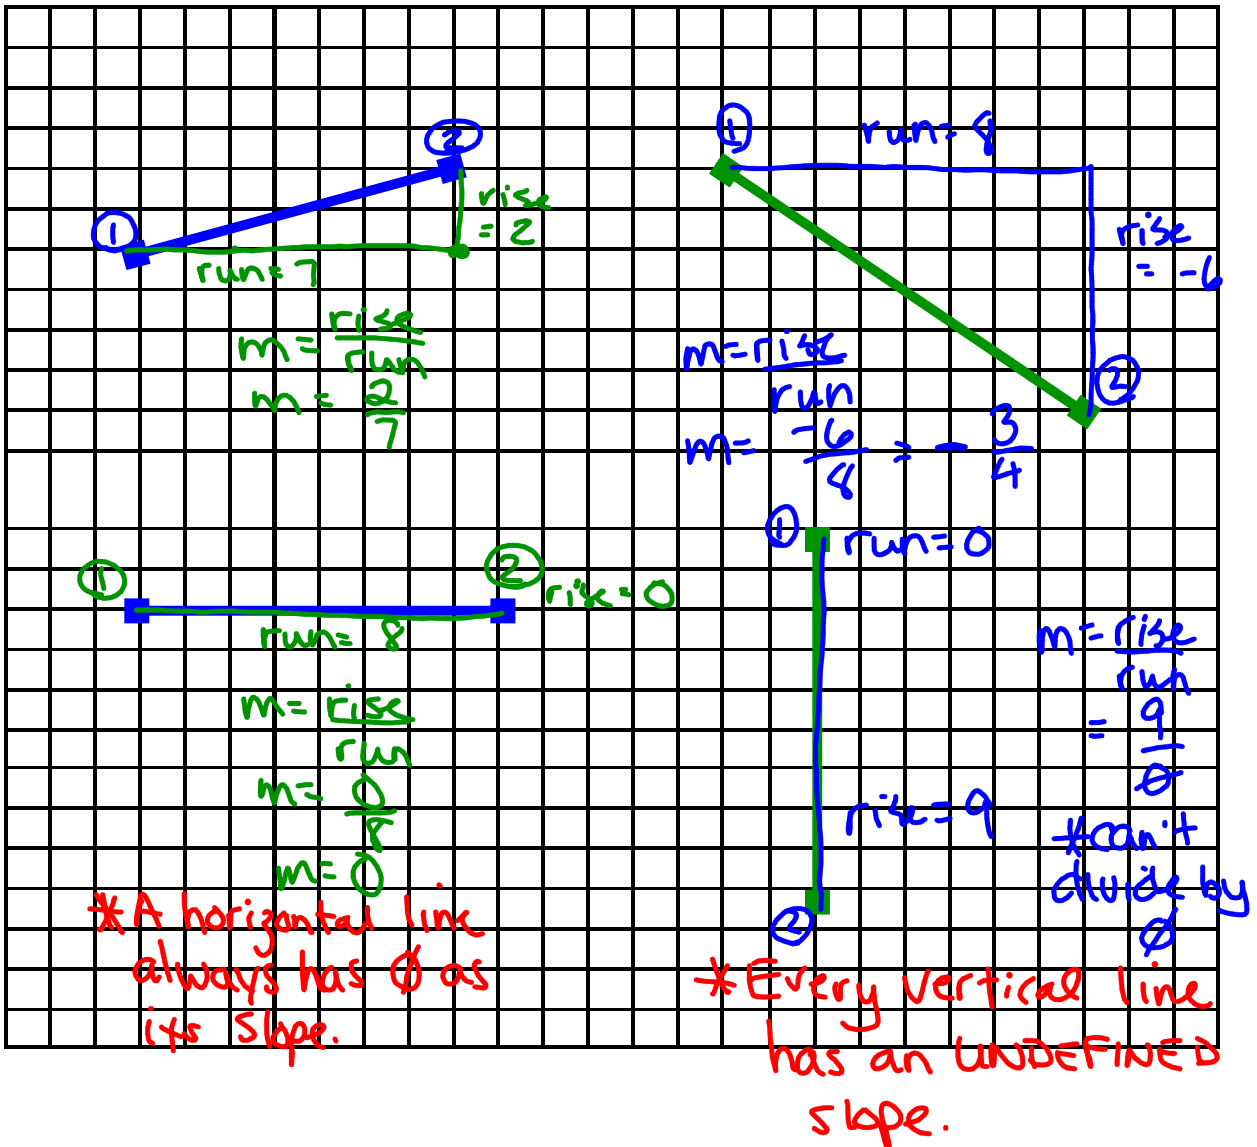 ①
②
rise
= 2
run= 7
m= rise
run
m = 2
7
①
run= 8
rise
= -6
②
m= rise
run
m= -6
8
= - 3
4
①
②
rise= 0
run= 8
m= rise
run
m= 0
8
m= 0
*A horizontal line
always has ∅ as
its slope.
①
run= 0
rise= 9
②
m= rise
run
= 9
∅
*can't
divide by
∅
*Every vertical line
has an UNDEFINED
slope.